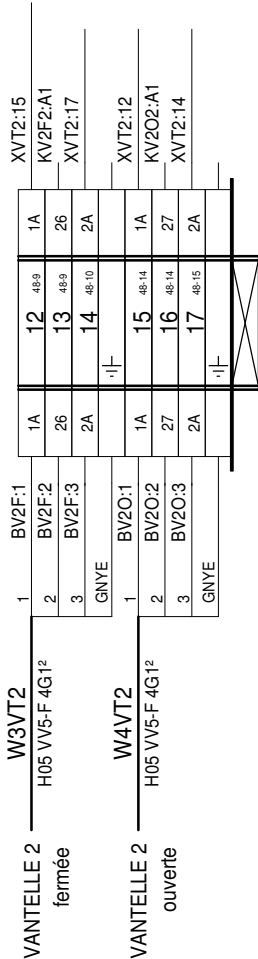 VANTELLE 2
fermée
W3VT2
H05 VV5-F 4G1²
1 BV2F:1 1A 12 48-9 1A XVT2:15
2 BV2F:2 26 13 48-9 26 KV2F2:A1
3 BV2F:3 2A 14 48-10 2A XVT2:17
GNYE
VANTELLE 2
ouverte
W4VT2
H05 VV5-F 4G1²
1 BV2O:1 1A 15 48-14 1A XVT2:12
2 BV2O:2 27 16 48-14 27 KV2O2:A1
3 BV2O:3 2A 17 48-15 2A XVT2:14
GNYE